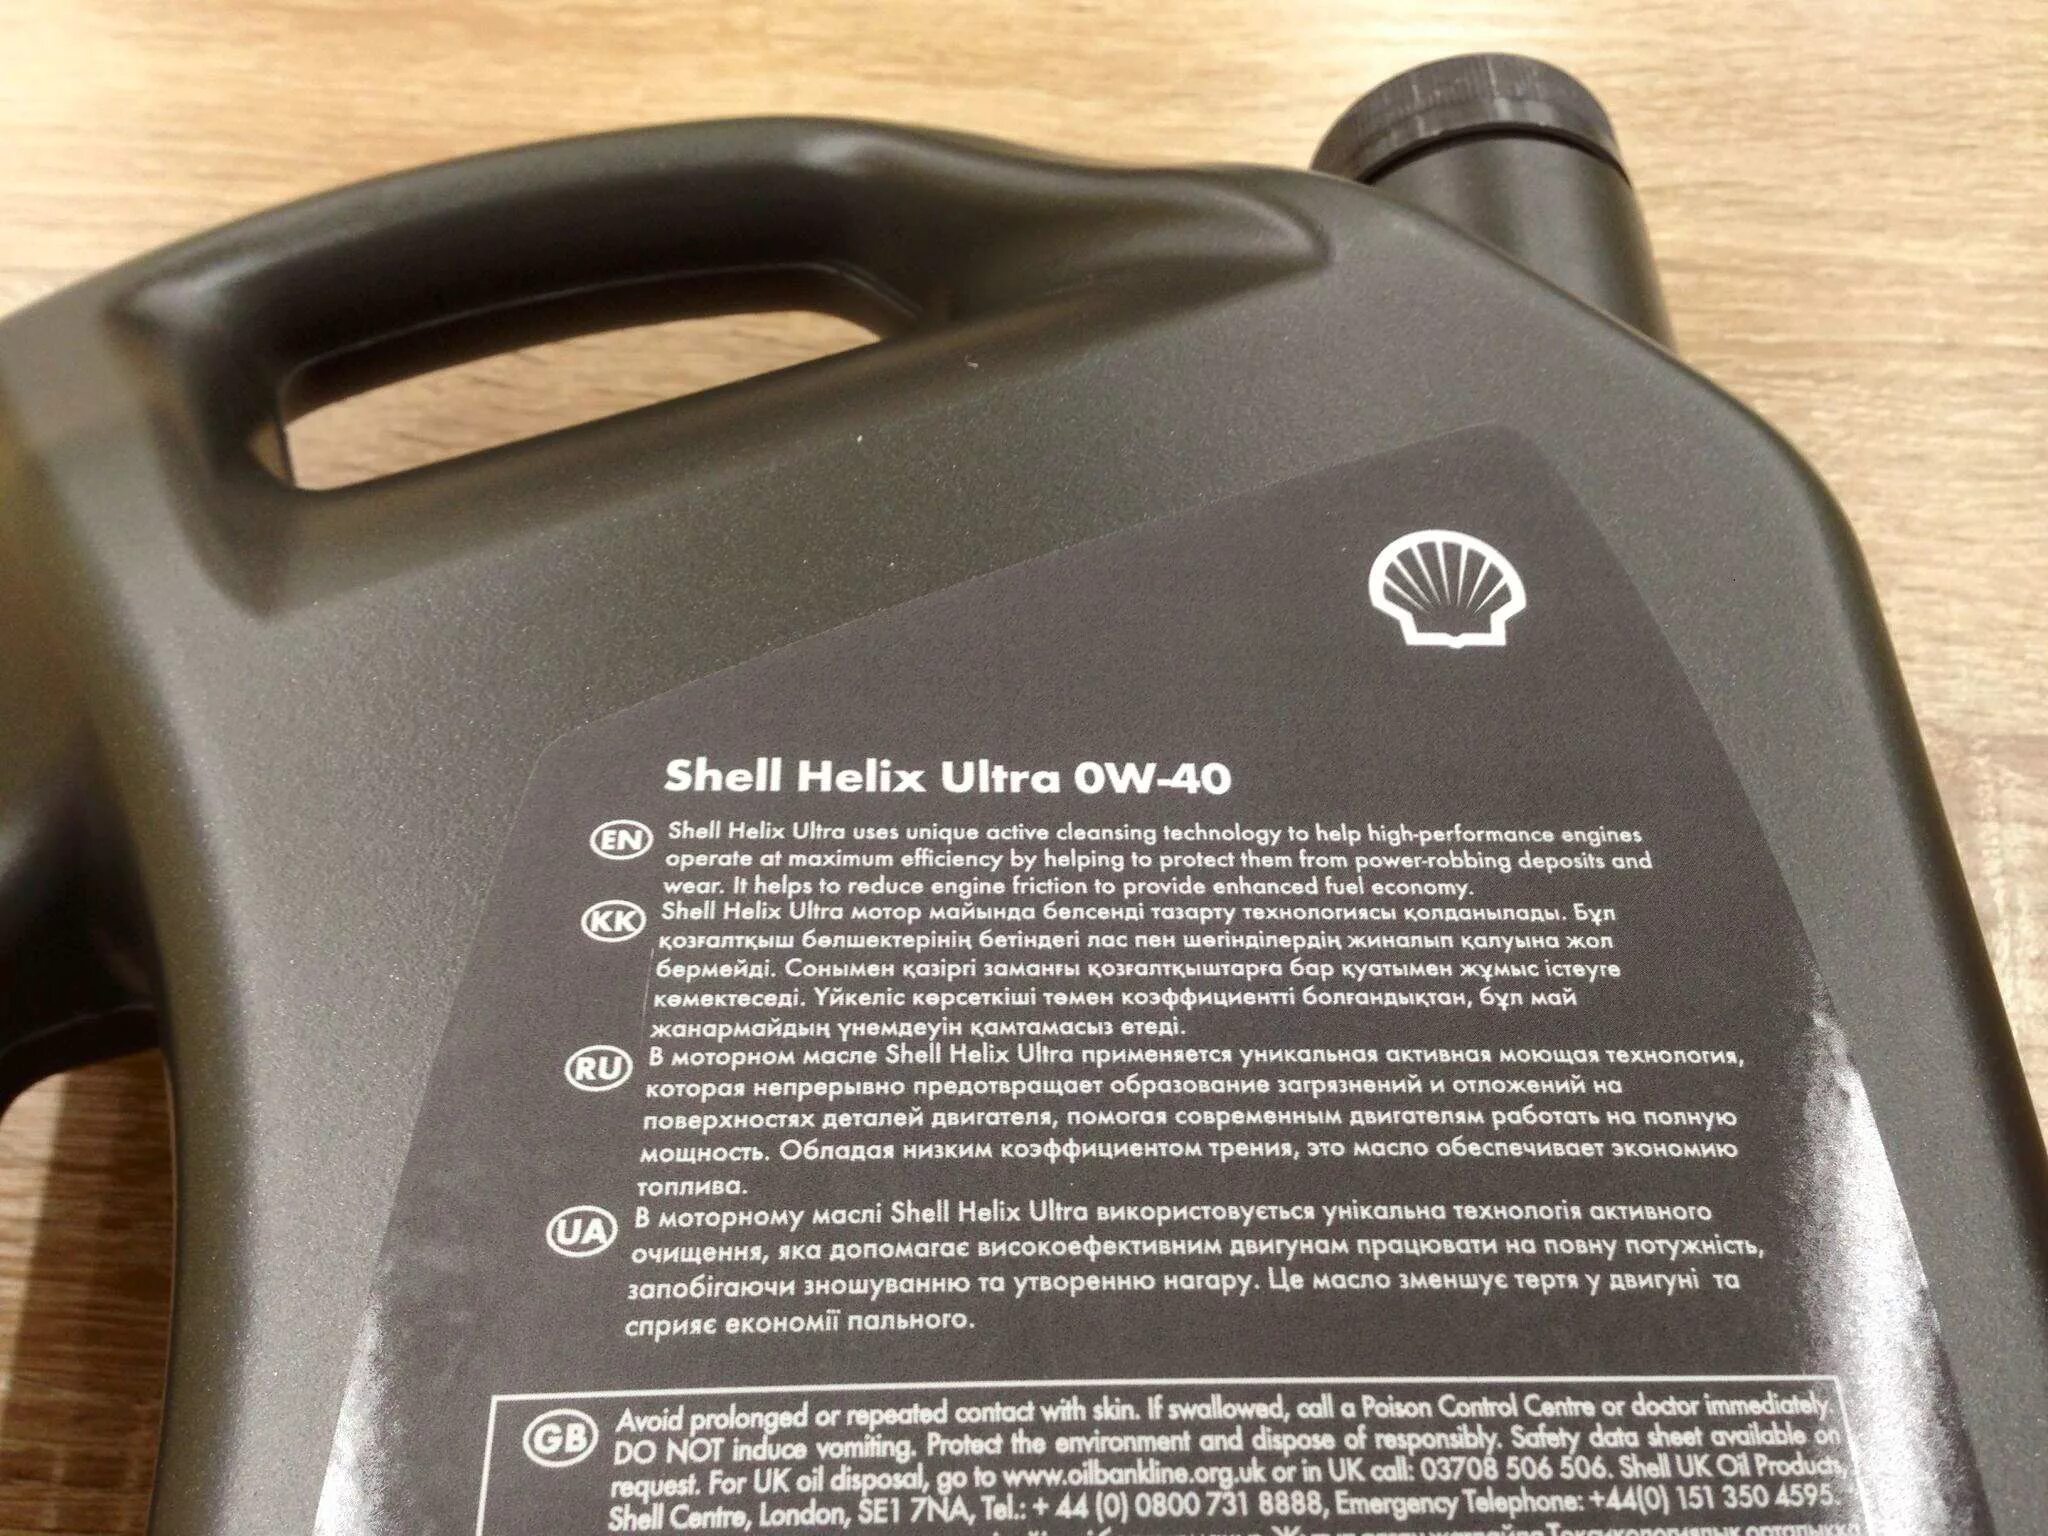 Shell Helix Ultra 0W-40
EN Shell Helix Ultra uses unique active cleansing technology to help high-performance engines
operate at maximum efficiency by helping to protect them from power-robbing deposits and
wear. It helps to reduce engine friction to provide enhanced fuel economy.
KK Shell Helix Ultra мотор майында белсенді тазарту технологиясы қолданылады. Бұл
қозғалтқыш бөлшектерінің бетіндегі лас пен шөгінділердің жиналып қалуына жол
бермейді. Сонымен қазіргі заманғы қозғалтқыштарға бар қуатымен жұмыс істеуге
көмектеседі. Үйкеліс көрсеткіші төмен коэффициентті болғандықтан, бұл май
жанармайдың үнемдеуін қамтамасыз етеді.
RU В моторном масле Shell Helix Ultra применяется уникальная активная моющая технология,
которая непрерывно предотвращает образование загрязнений и отложений на
поверхностях деталей двигателя, помогая современным двигателям работать на полную
мощность. Обладая низким коэффициентом трения, это масло обеспечивает экономию
топлива.
UA В моторному маслі Shell Helix Ultra використовується унікальна технологія активного
очищення, яка допомагає високоефективним двигунам працювати на повну потужність,
запобігаючи зношуванню та утворенню нагару. Це масло зменшує тертя у двигуні та
сприяє економії пального.
GB Avoid prolonged or repeated contact with skin. If swallowed, call a Poison Control Centre or doctor immediately.
DO NOT induce vomiting. Protect the environment and dispose of responsibly. Safety data sheet available on
request. For UK oil disposal, go to www.oilbankline.org.uk or in UK call: 03708 506 506. Shell UK Oil Products,
Shell Centre, London, SE1 7NA, Tel.: + 44 (0) 0800 731 8888, Emergency Telephone: +44(0) 151 350 4595.